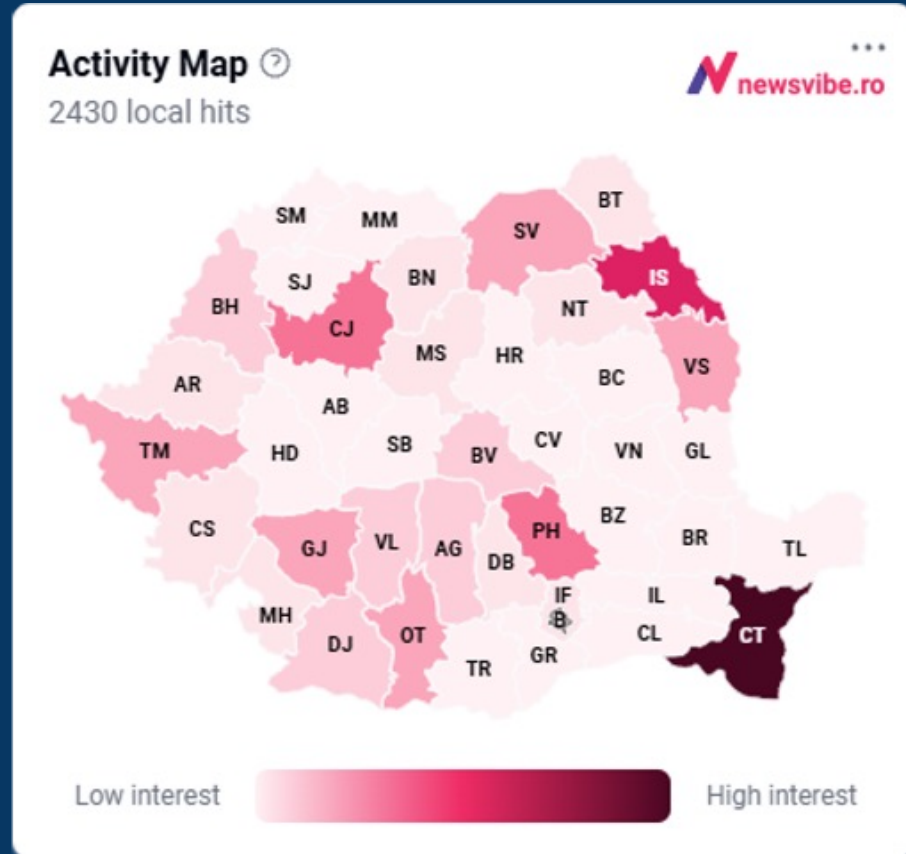 Activity Map ?
2430 local hits
newsvibe.ro
BT
SM MM SV
IS
SJ BN
BH NT
CJ
MS HR VS
AR BC
AB
TM HD SB BV CV VN GL
CS GJ VL AG DB PH BZ BR TL
MH IF IL
B
DJ OT TR GR CL CT
Low interest High interest